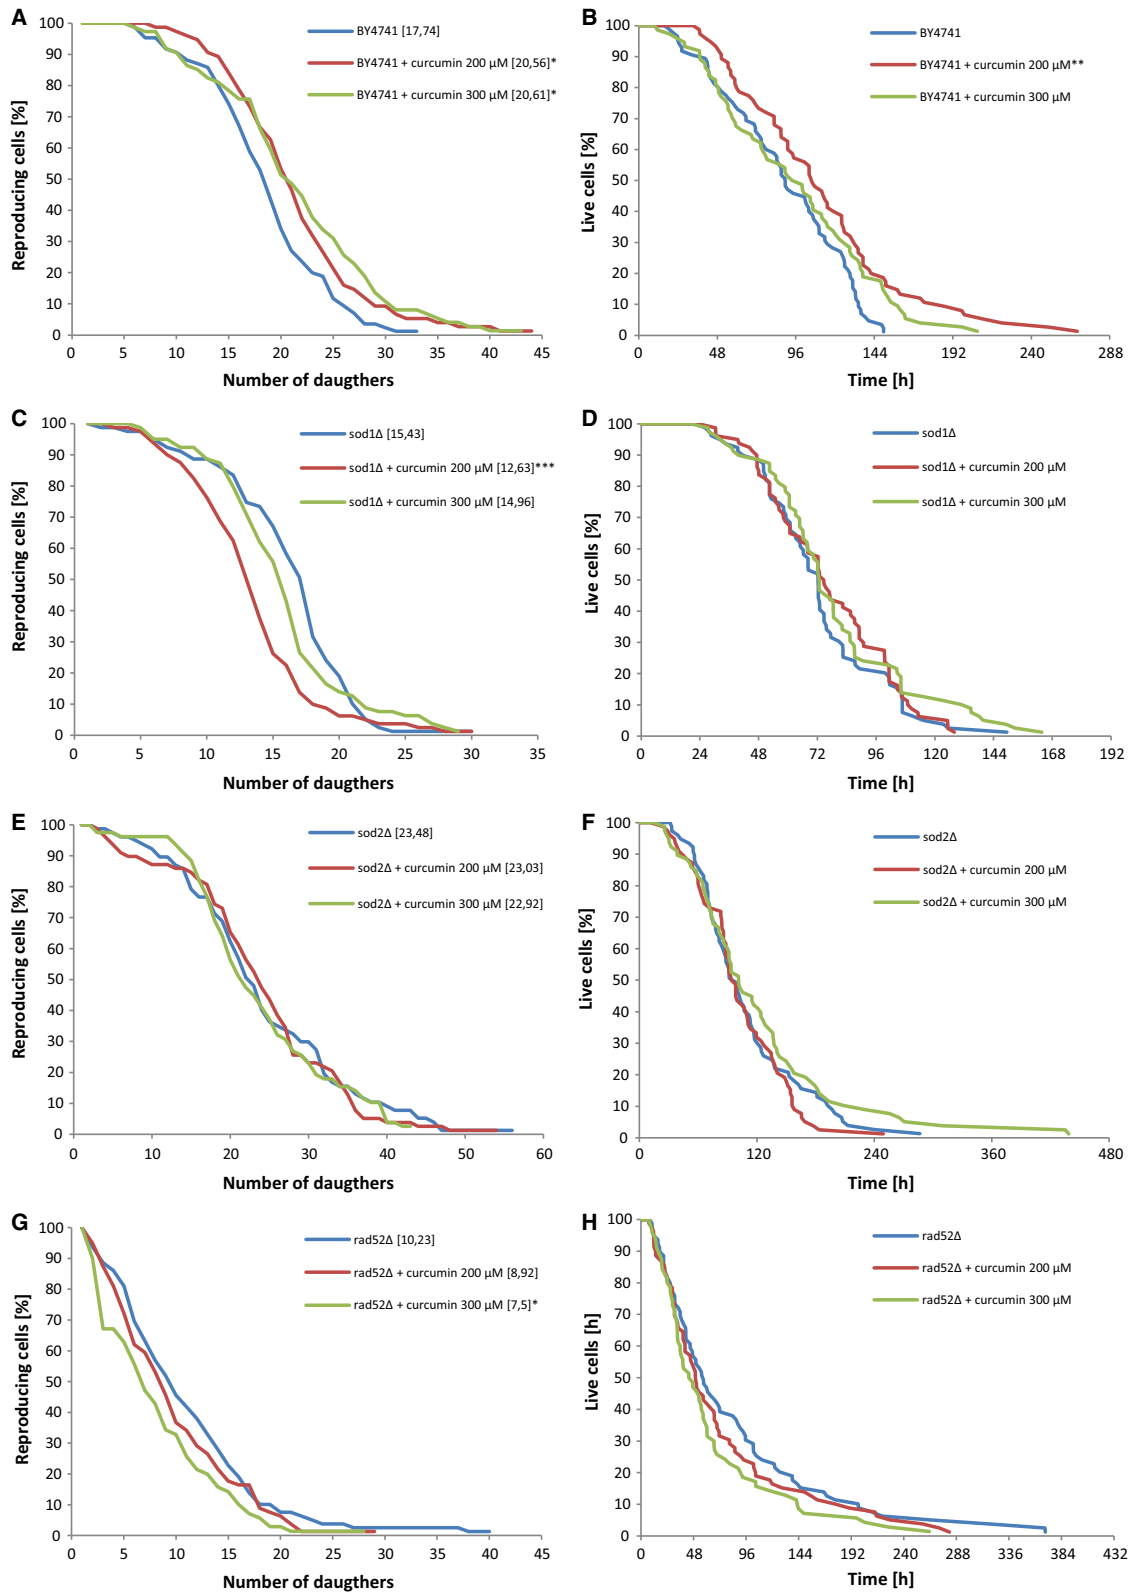 A
Reproducing cells [%]
100
90
80
70
60
50
40
30
20
10
0
0 5 10 15 20 25 30 35 40 45
Number of daugthers
BY4741 [17,74]
BY4741 + curcumin 200 µM [20,56]*
BY4741 + curcumin 300 µM [20,61]*
B
Live cells [%]
100
90
80
70
60
50
40
30
20
10
0
0 48 96 144 192 240 288
Time [h]
BY4741
BY4741 + curcumin 200 µM**
BY4741 + curcumin 300 µM
C
Reproducing cells [%]
100
90
80
70
60
50
40
30
20
10
0
0 5 10 15 20 25 30 35
Number of daugthers
sod1Δ [15,43]
sod1Δ + curcumin 200 µM [12,63]***
sod1Δ + curcumin 300 µM [14,96]
D
Live cells [%]
100
90
80
70
60
50
40
30
20
10
0
0 24 48 72 96 120 144 168 192
Time [h]
sod1Δ
sod1Δ + curcumin 200 µM
sod1Δ + curcumin 300 µM
E
Reproducing cells [%]
100
90
80
70
60
50
40
30
20
10
0
0 10 20 30 40 50 60
Number of daugthers
sod2Δ [23,48]
sod2Δ + curcumin 200 µM [23,03]
sod2Δ + curcumin 300 µM [22,92]
F
Live cells [%]
100
90
80
70
60
50
40
30
20
10
0
0 120 240 360 480
Time [h]
sod2Δ
sod2Δ + curcumin 200 µM
sod2Δ + curcumin 300 µM
G
Reproducing cells [%]
100
90
80
70
60
50
40
30
20
10
0
0 5 10 15 20 25 30 35 40 45
Number of daugthers
rad52Δ [10,23]
rad52Δ + curcumin 200 µM [8,92]
rad52Δ + curcumin 300 µM [7,5]*
H
Live cells [h]
100
90
80
70
60
50
40
30
20
10
0
0 48 96 144 192 240 288 336 384 432
Time [h]
rad52Δ
rad52Δ + curcumin 200 µM
rad52Δ + curcumin 300 µM